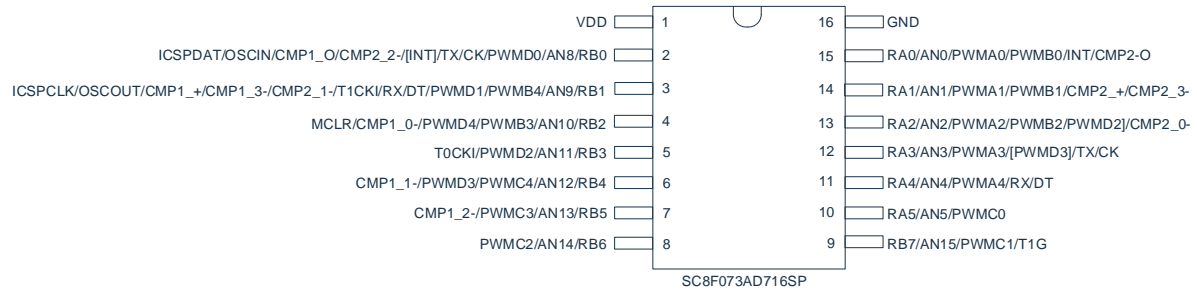 VDD 1 16 GND
ICSPDAT/OSCIN/CMP1_O/CMP2_2-/[INT]/TX/CK/PWMD0/AN8/RB0 2 15 RA0/AN0/PWMA0/PWMB0/INT/CMP2-O
ICSPCLK/OSCOUT/CMP1_+/CMP1_3-/CMP2_1-/T1CKI/RX/DT/PWMD1/PWMB4/AN9/RB1 3 14 RA1/AN1/PWMA1/PWMB1/CMP2_+/CMP2_3-
MCLR/CMP1_0-/PWMD4/PWMB3/AN10/RB2 4 13 RA2/AN2/PWMA2/PWMB2/PWMD2]/CMP2_0-
T0CKI/PWMD2/AN11/RB3 5 12 RA3/AN3/PWMA3/[PWMD3]/TX/CK
CMP1_1-/PWMD3/PWMC4/AN12/RB4 6 11 RA4/AN4/PWMA4/RX/DT
CMP1_2-/PWMC3/AN13/RB5 7 10 RA5/AN5/PWMC0
PWMC2/AN14/RB6 8 9 RB7/AN15/PWMC1/T1G
SC8F073AD716SP